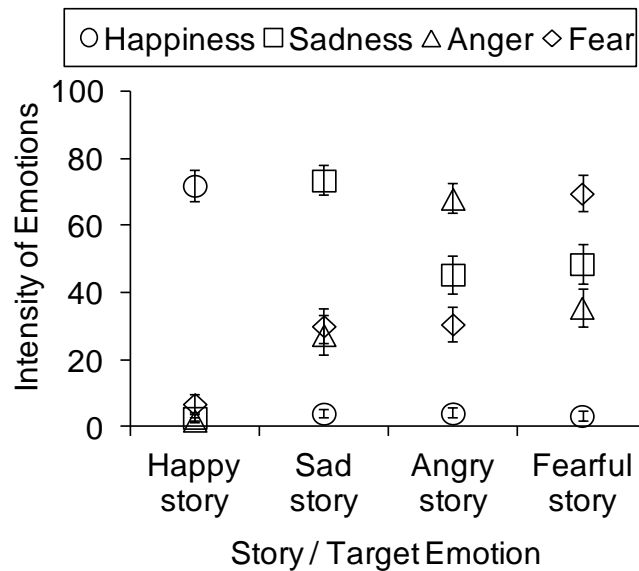 Happiness Sadness Anger Fear
100
80
60
40
20
0
Intensity of Emotions
Happy story
Sad story
Angry story
Fearful story
Story / Target Emotion